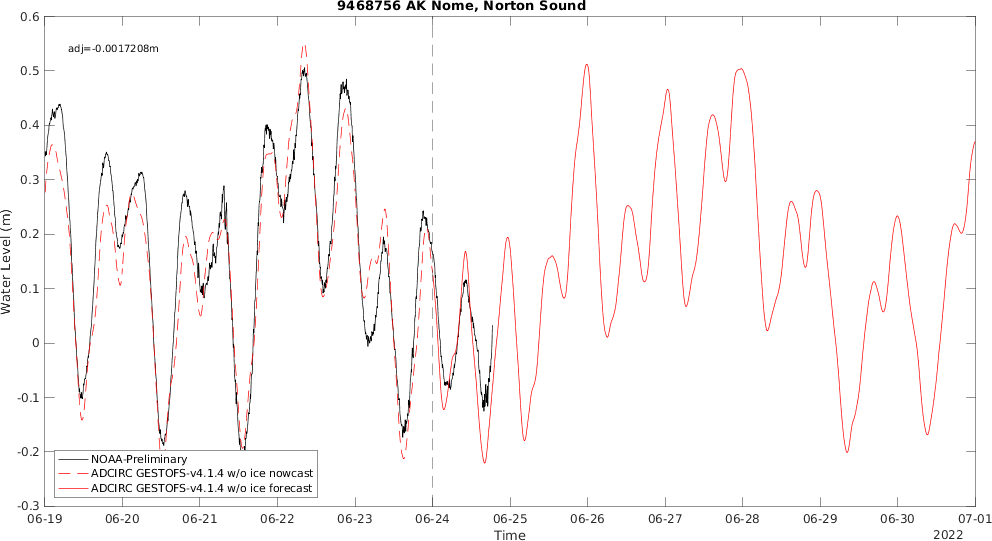 9468756 AK Nome, Norton Sound
adj=-0.0017208m
Water Level (m)
0.6
0.5
0.4
0.3
0.2
0.1
0
-0.1
-0.2
-0.3
NOAA-Preliminary
ADCIRC GESTOFS-v4.1.4 w/o ice nowcast
ADCIRC GESTOFS-v4.1.4 w/o ice forecast
06-19 06-20 06-21 06-22 06-23 06-24 06-25 06-26 06-27 06-28 06-29 06-30 07-01
Time
2022